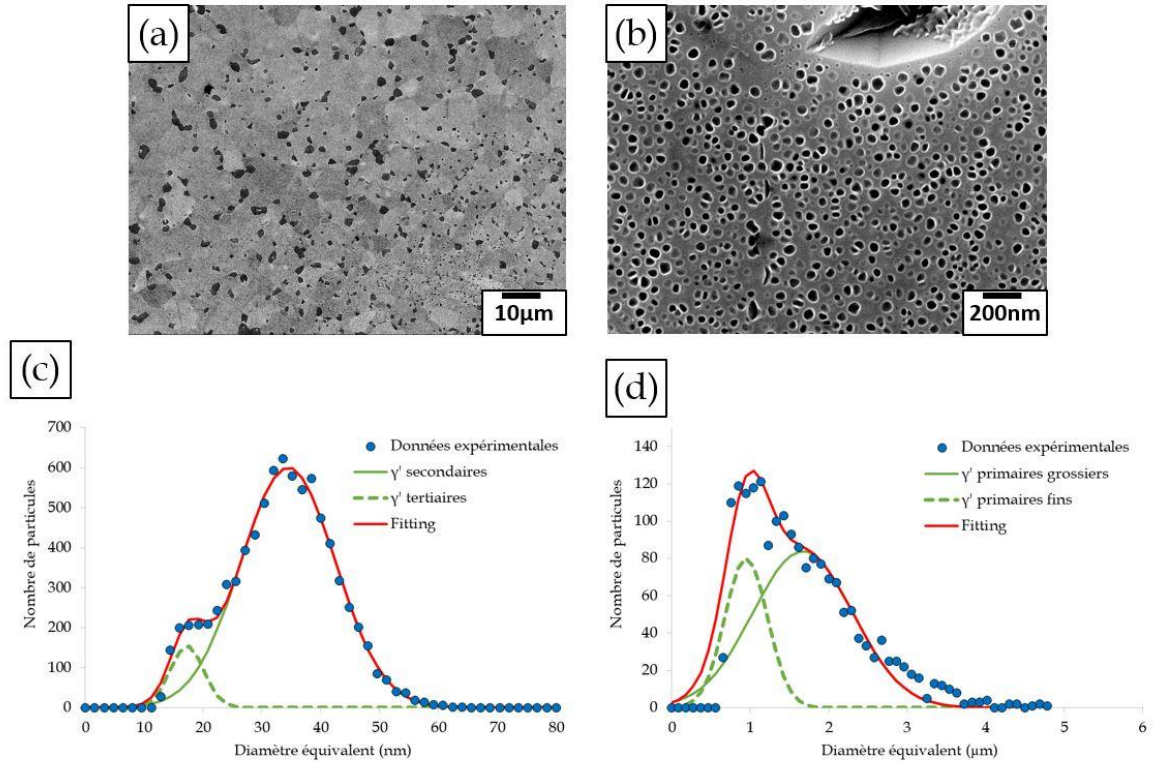 (a)
(b)
10µm
200nm
(c)
(d)
700
600
500
400
300
200
100
0
Nombre de particules
Données expérimentales
γ' secondaires
γ' tertiaires
Fitting
0 10 20 30 40 50 60 70 80
Diamètre équivalent (nm)
140
120
100
80
60
40
20
0
Nombre de particules
Données expérimentales
γ' primaires grossiers
γ' primaires fins
Fitting
0 1 2 3 4 5 6
Diamètre équivalent (µm)